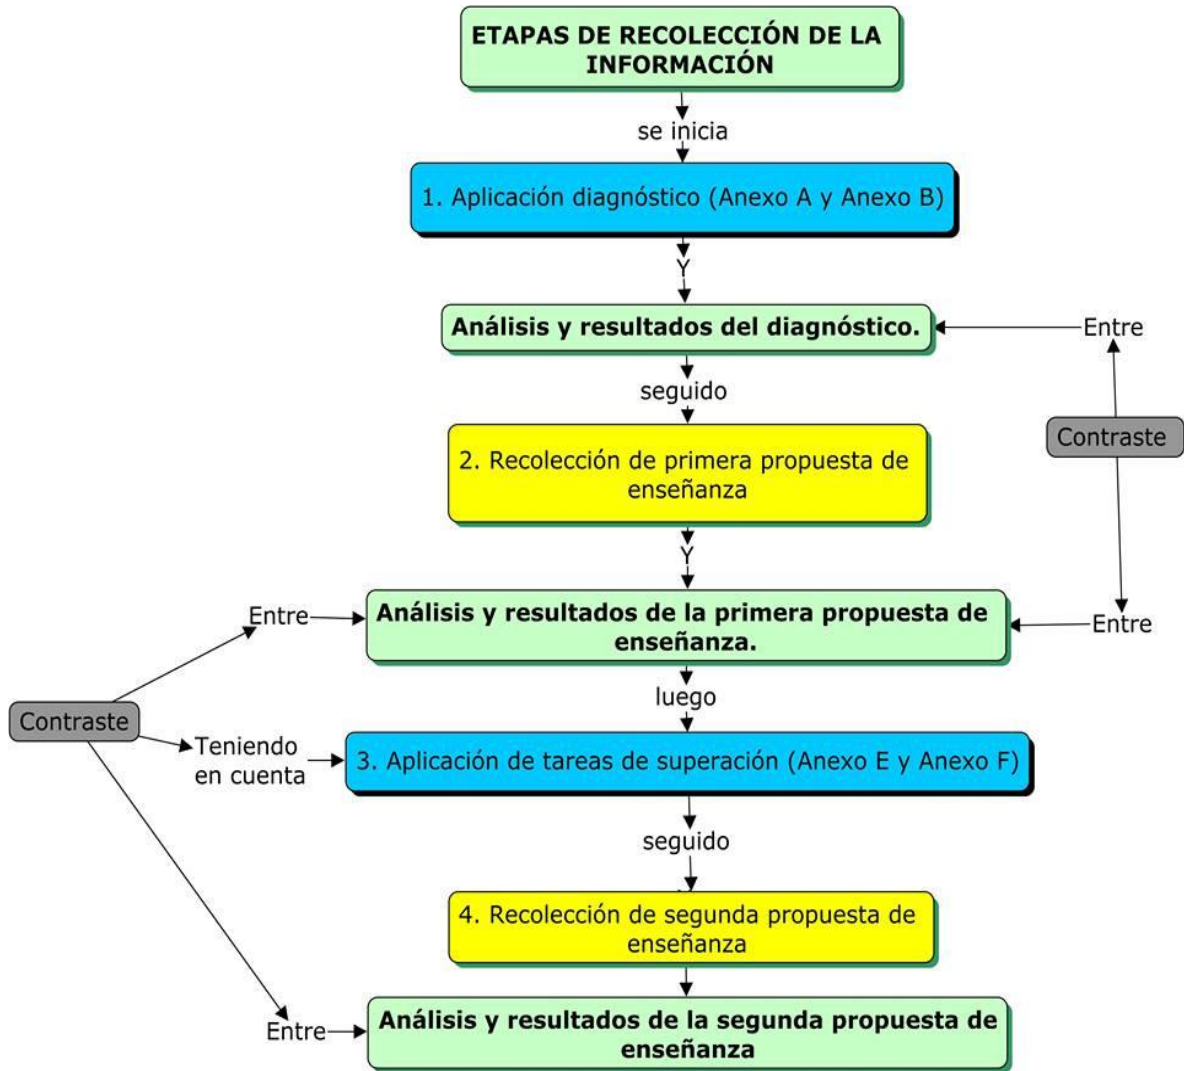 ETAPAS DE RECOLECCIÓN DE LA
INFORMACIÓN
se inicia
1. Aplicación diagnóstico (Anexo A y Anexo B)
Y
Análisis y resultados del diagnóstico.
Entre
seguido
Contraste
2. Recolección de primera propuesta de
enseñanza
Y
Entre
Análisis y resultados de la primera propuesta de
enseñanza.
Entre
luego
Contraste
Teniendo
en cuenta
3. Aplicación de tareas de superación (Anexo E y Anexo F)
seguido
4. Recolección de segunda propuesta de
enseñanza
Entre
Análisis y resultados de la segunda propuesta de
enseñanza